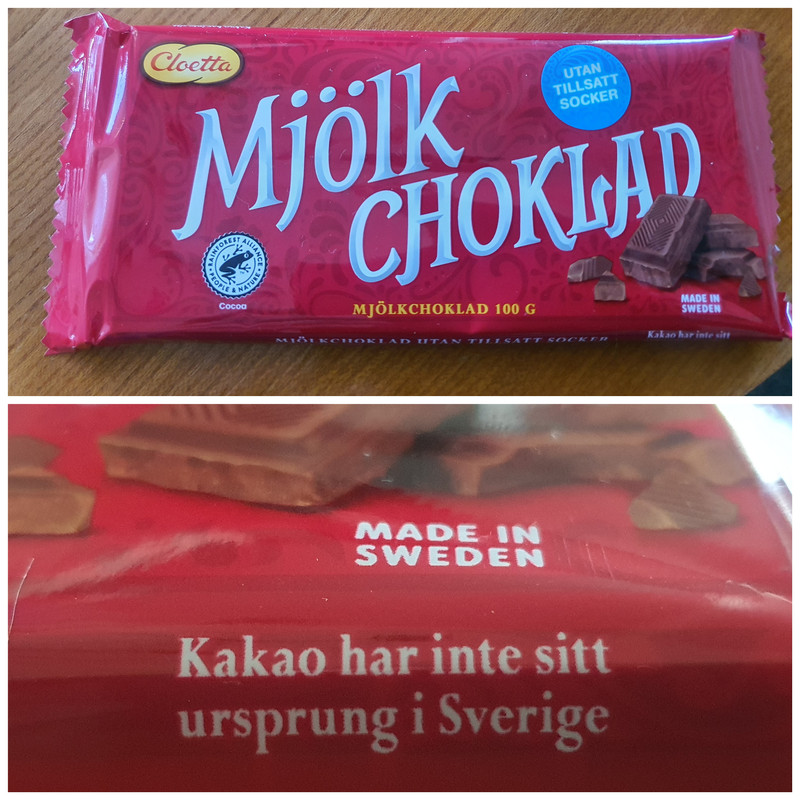 Cloetta
Mjölk
CHOKLAD
UTAN
TILLSATT
SOCKER
RAINFOREST ALLIANCE
PEOPLE & NATURE
Cocoa
MJÖLKCHOKLAD 100 G
MADE IN
SWEDEN
MJÖLKCHOKLAD UTAN TILLSATT SOCKER
Kakao har inte sitt
MADE IN
SWEDEN
Kakao har inte sitt
ursprung i Sverige